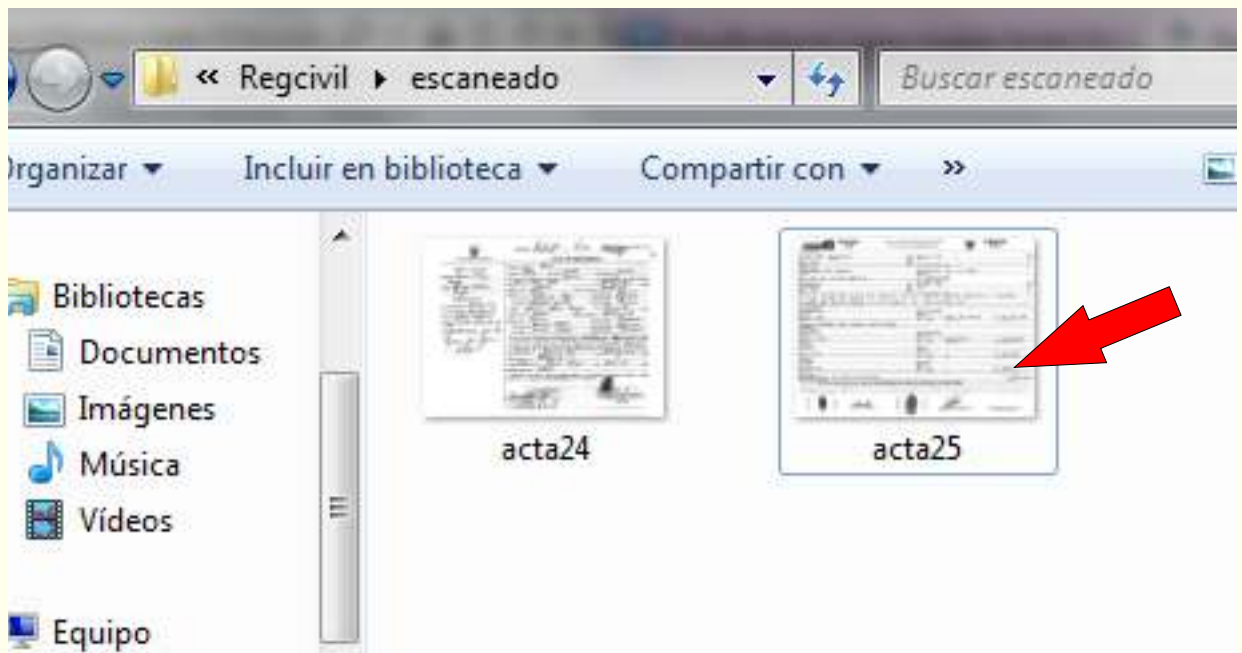 « Regcivil ▸ escaneado
Buscar escaneado
Organizar
Incluir en biblioteca
Compartir con
»
Bibliotecas
Documentos
Imágenes
Música
Vídeos
Equipo
acta24
acta25